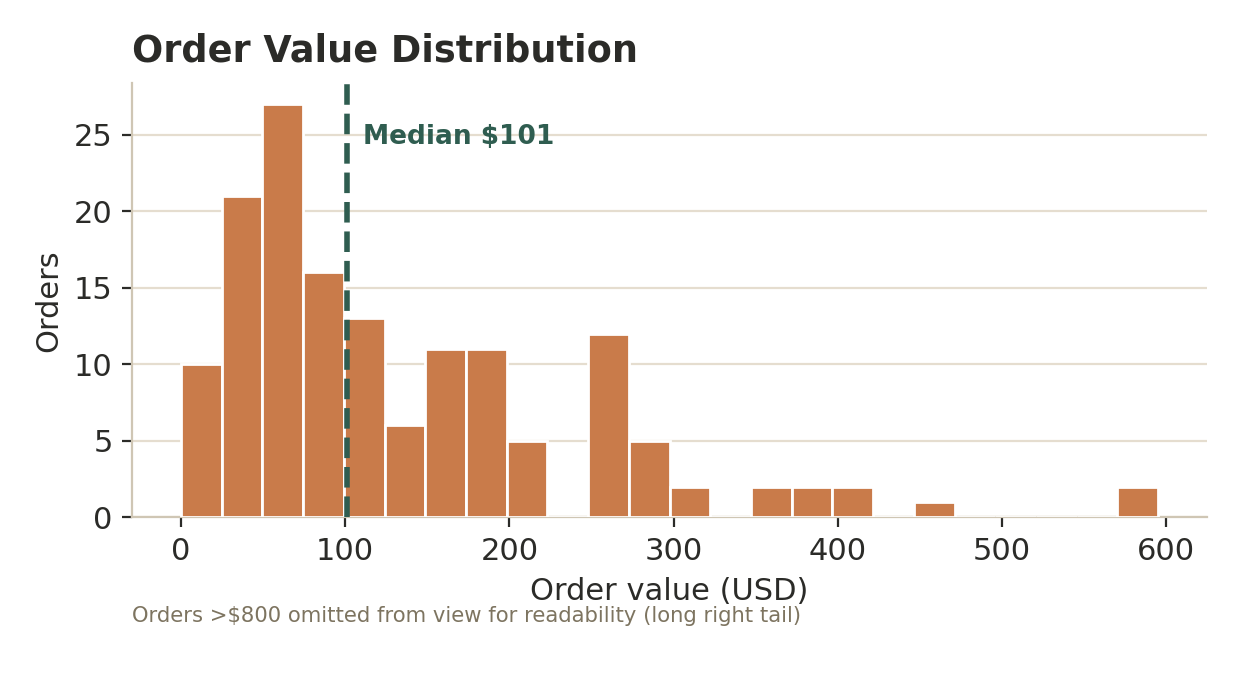 Order Value Distribution
Median $101
25
20
15
10
5
0
Orders
0 100 200 300 400 500 600
Order value (USD)
Orders >$800 omitted from view for readability (long right tail)